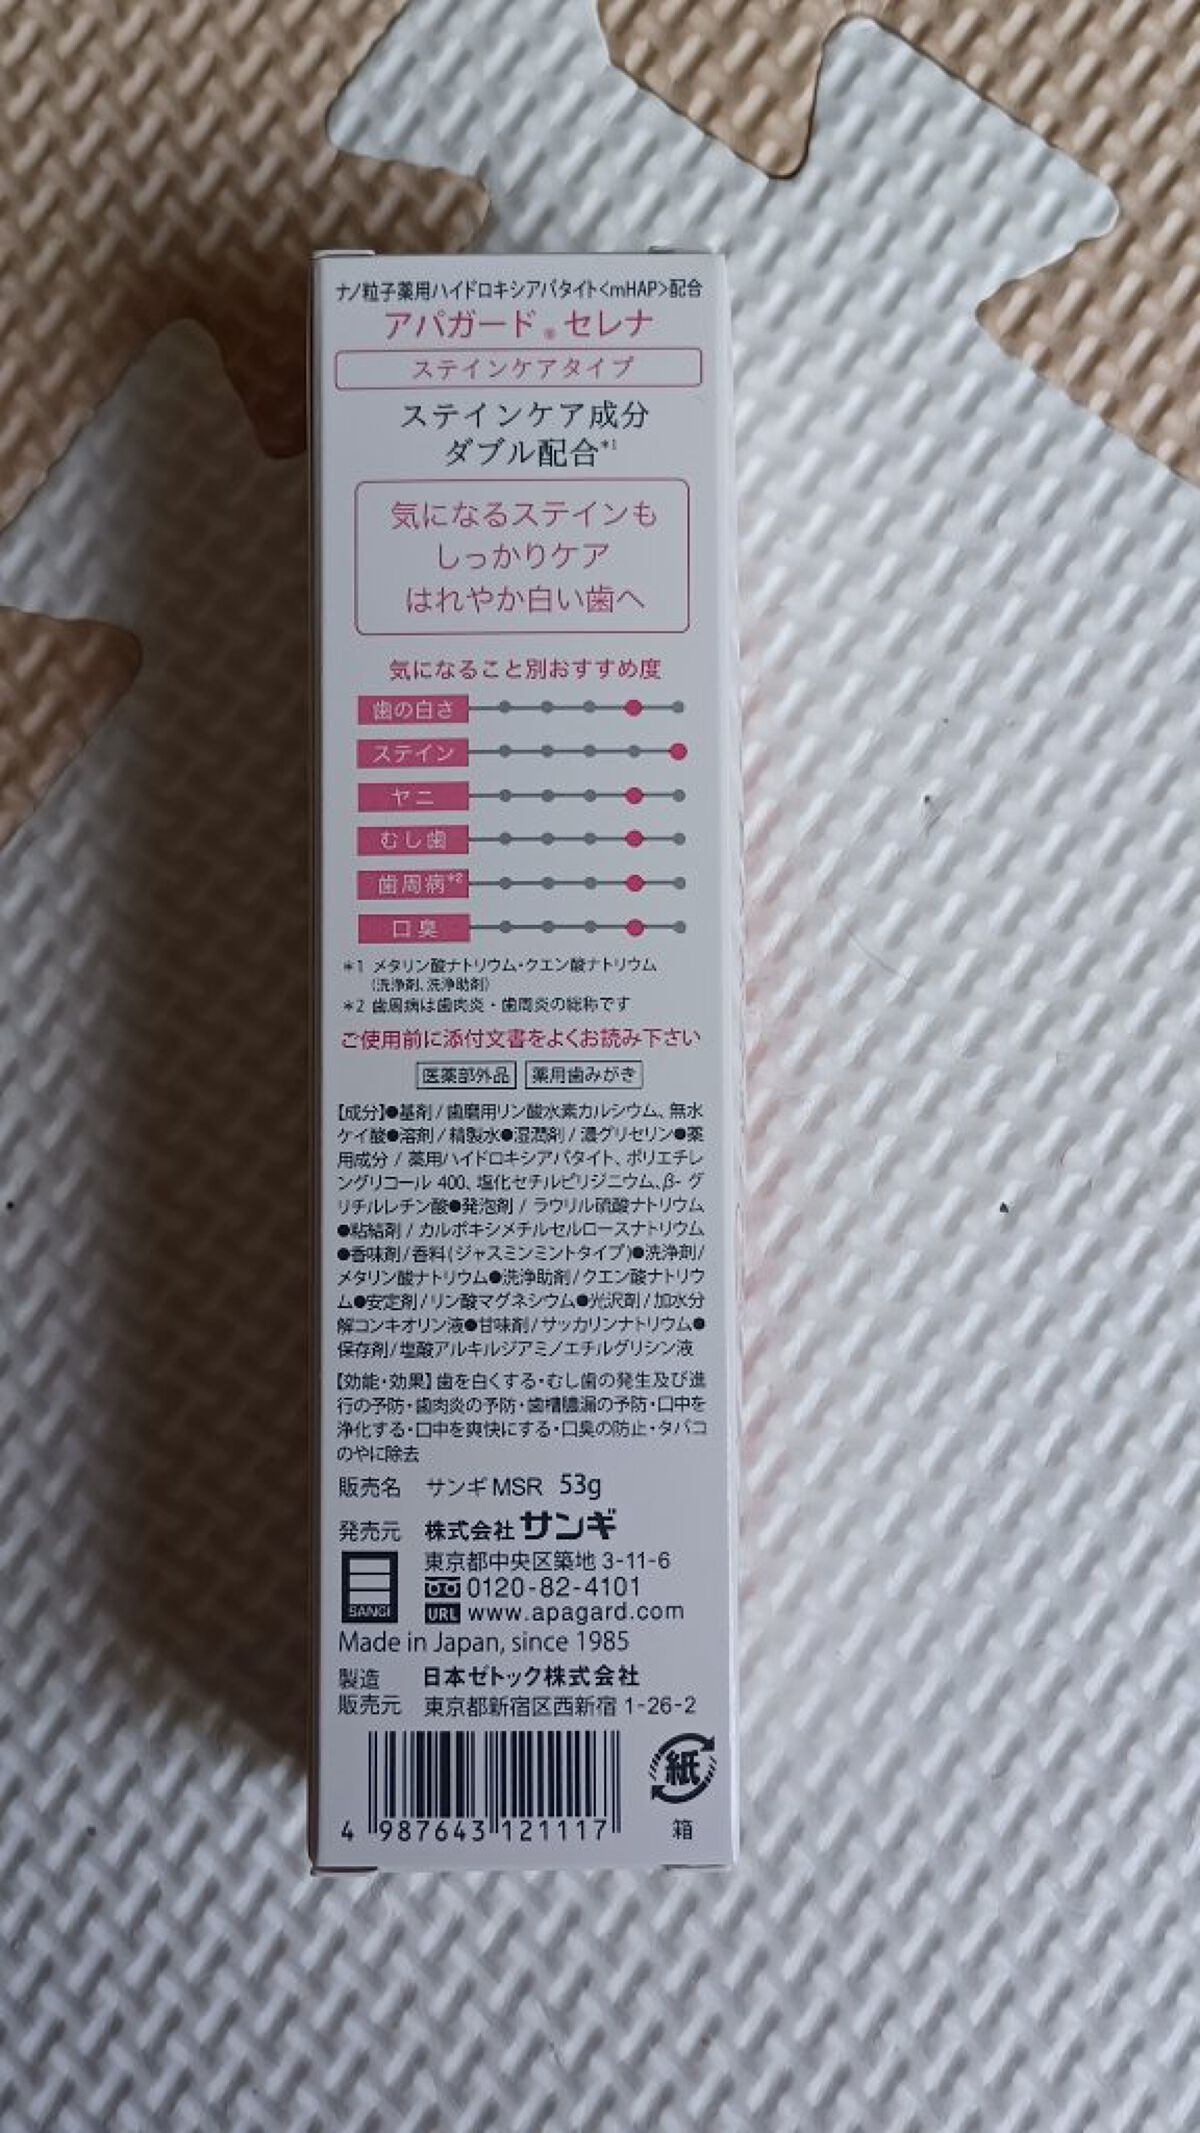 ナノ粒子薬用ハイドロキシアパタイト<mHAP>配合
アパガード®セレナ
ステインケアタイプ
ステインケア成分
ダブル配合*1
気になるステインも
しっかりケア
はれやか白い歯へ
気になること別おすすめ度
歯の白さ
ステイン
ヤニ
むし歯
歯周病*2
口臭
*1 メタリン酸ナトリウム・クエン酸ナトリウム
(洗浄剤、洗浄助剤)
*2 歯周病は歯肉炎・歯周炎の総称です
ご使用前に添付文書をよくお読み下さい
医薬部外品 薬用歯みがき
【成分】●基剤/歯磨用リン酸水素カルシウム、無水
ケイ酸●溶剤/精製水●湿潤剤/濃グリセリン●薬
用成分/薬用ハイドロキシアパタイト、ポリエチレ
ングリコール 400、塩化セチルピリジニウム、β-グ
リチルレチン酸●発泡剤/ラウリル硫酸ナトリウム
●粘結剤/カルボキシメチルセルロースナトリウム
●香味剤/香料(ジャスミンミントタイプ)●洗浄剤/
メタリン酸ナトリウム●洗浄助剤/クエン酸ナトリウ
ム●安定剤/リン酸マグネシウム●光沢剤/加水分
解コンキオリン液●甘味剤/サッカリンナトリウム●
保存剤/塩酸アルキルジアミノエチルグリシン液
【効能・効果】歯を白くする・むし歯の発生及び進
行の予防・歯肉炎の予防・歯槽膿漏の予防・口中を
浄化する・口中を爽快にする・口臭の防止・タバコ
のやに除去
販売名 サンギMSR 53g
発売元 株式会社サンギ
東京都中央区築地 3-11-6
0120-82-4101
SANGI URL www.apagard.com
Made in Japan, since 1985
製造 日本ゼトック株式会社
販売元 東京都新宿区西新宿 1-26-2
紙
箱
4 987643 121117